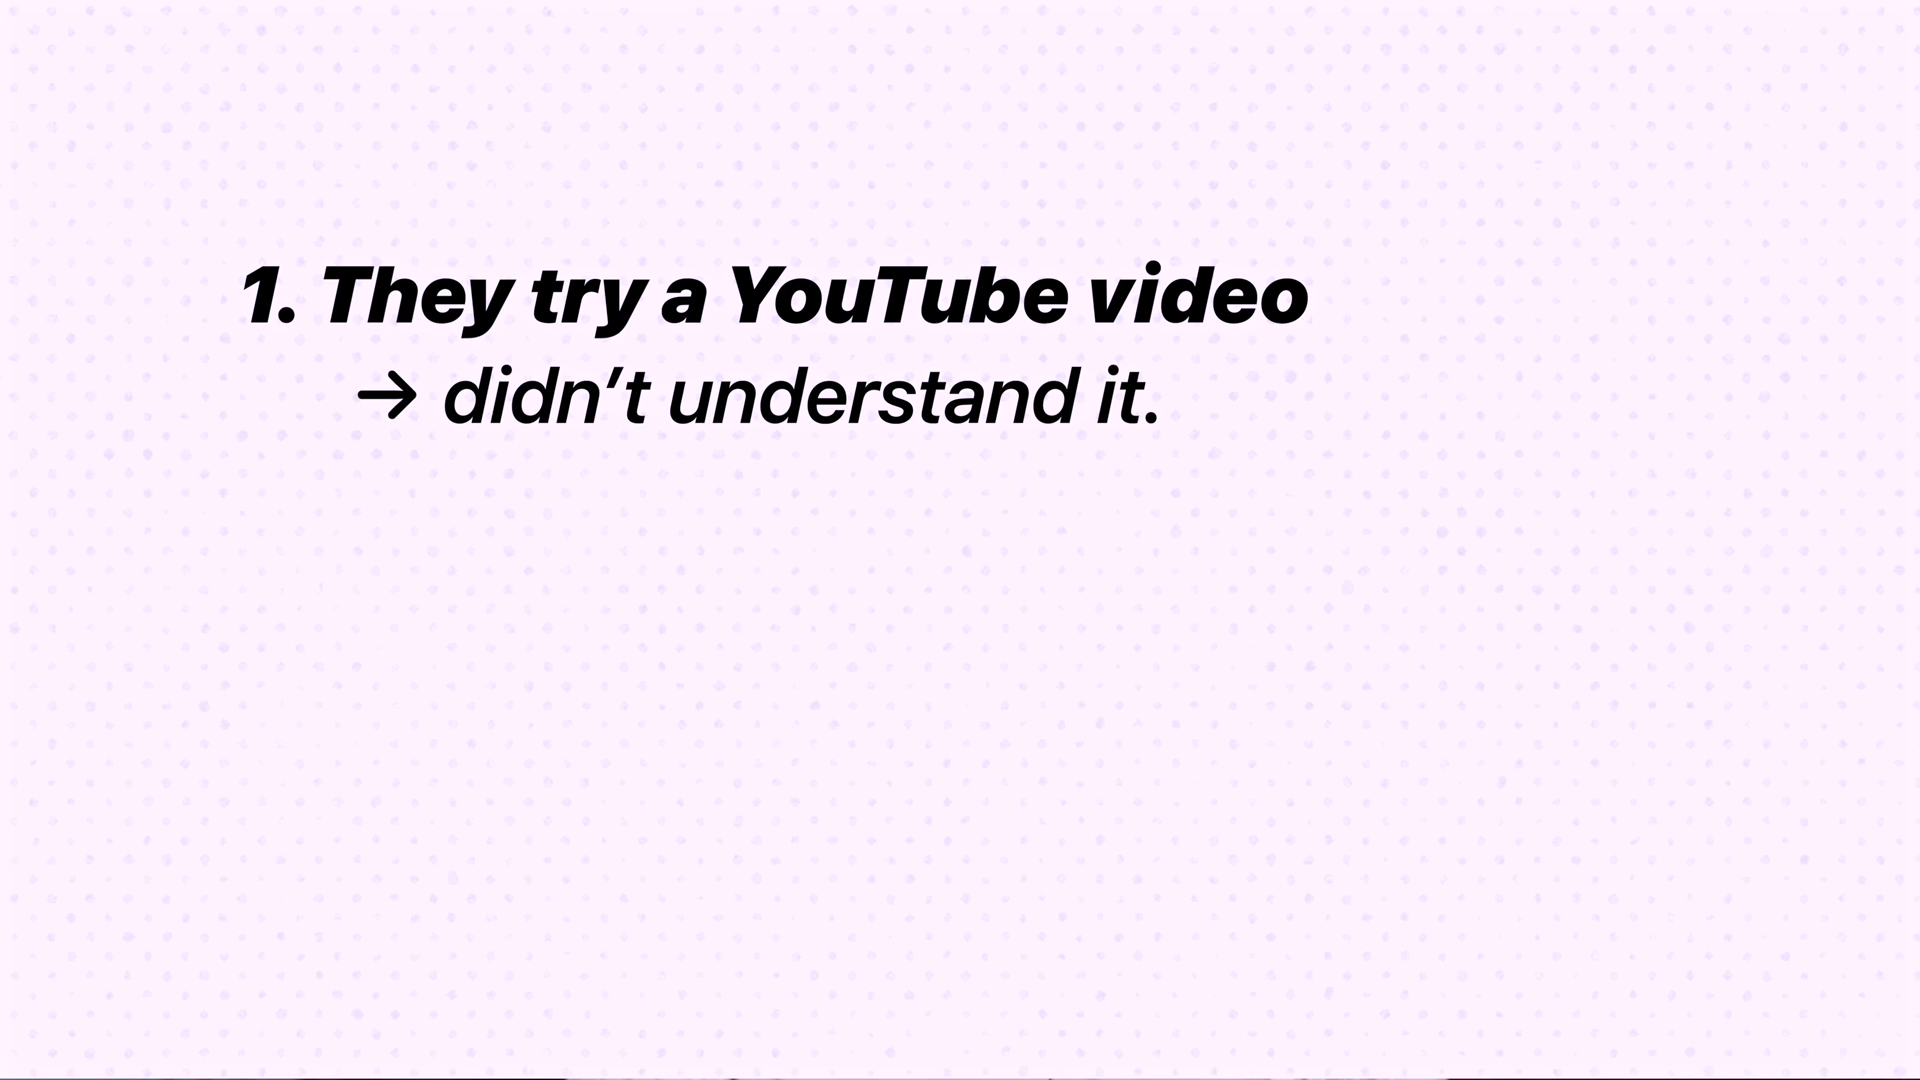 1. They try a YouTube video
→ didn’t understand it.